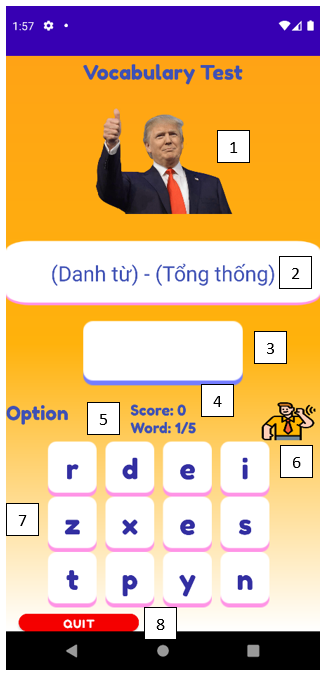 1:57
Vocabulary Test
1
(Danh từ) - (Tổng thống)
2
3
4
Option
5
Score: 0
Word: 1/5
6
r d e i
7
z x e s
t p y n
QUIT
8